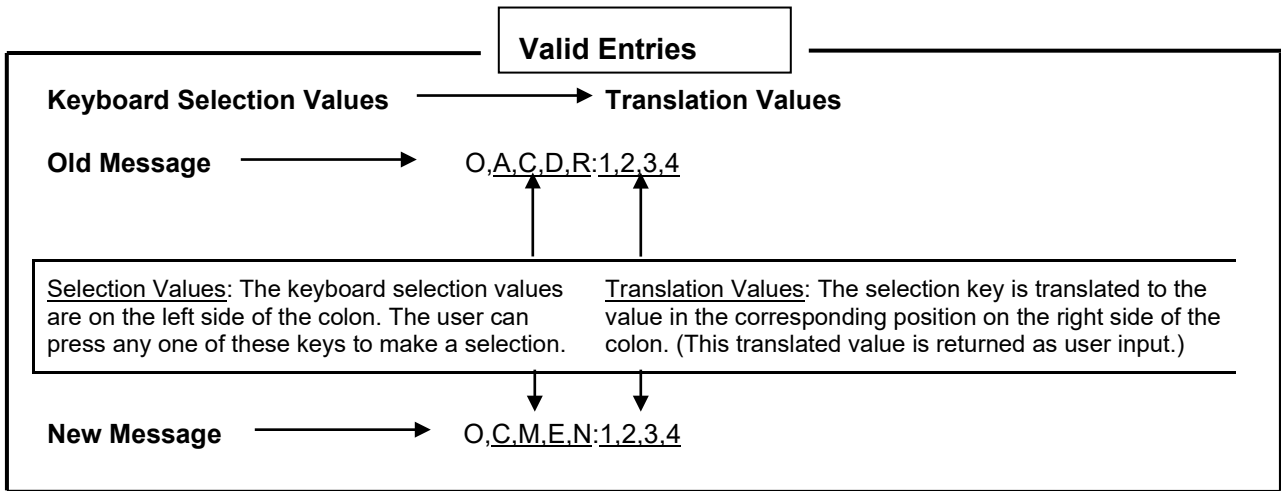 Valid Entries
Keyboard Selection Values Translation Values
Old Message O,A,C,D,R:1,2,3,4
Selection Values: The keyboard selection values
are on the left side of the colon. The user can
press any one of these keys to make a selection.
Translation Values: The selection key is translated to the
value in the corresponding position on the right side of the
colon. (This translated value is returned as user input.)
New Message O,C,M,E,N:1,2,3,4